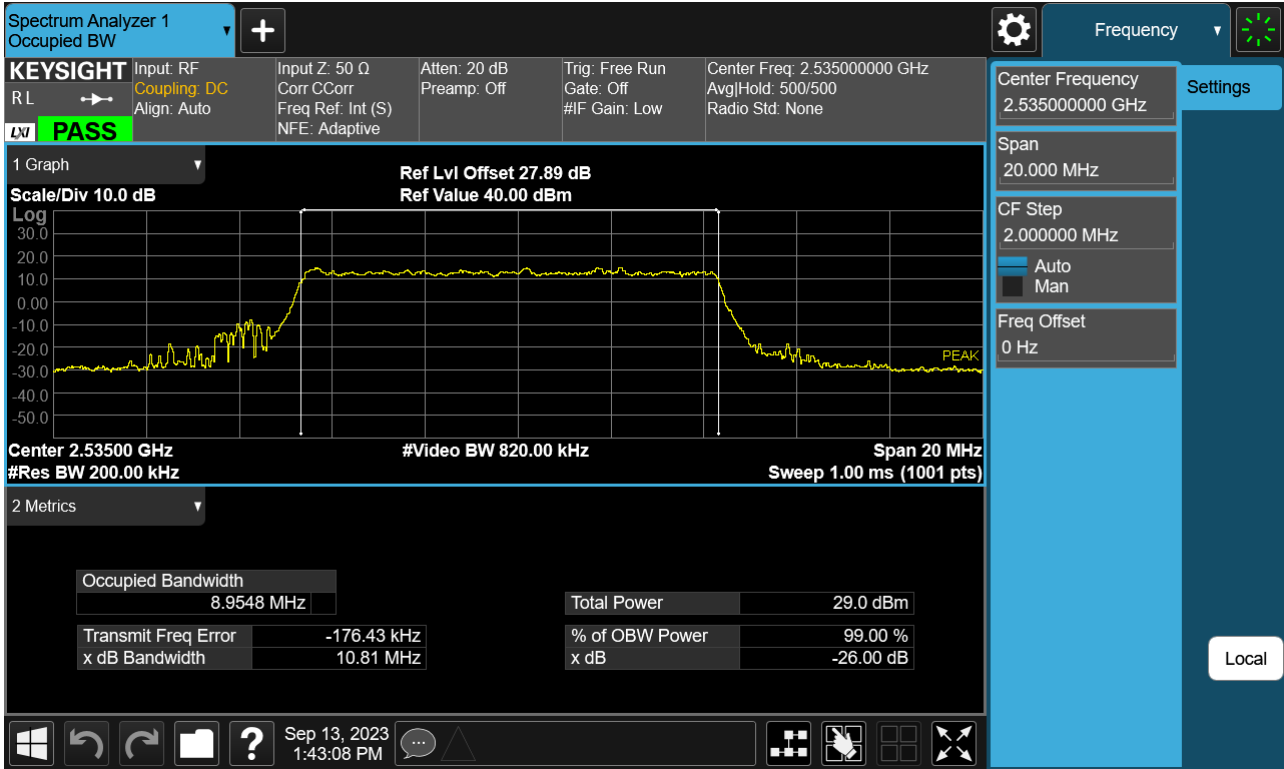 Spectrum Analyzer 1
Occupied BW
Frequency
KEYSIGHT
R L
LXI PASS
Input: RF
Coupling: DC
Align: Auto
Input Z: 50 Ω
Corr CCorr
Freq Ref: Int (S)
NFE: Adaptive
Atten: 20 dB
Preamp: Off
Trig: Free Run
Gate: Off
#IF Gain: Low
Center Freq: 2.535000000 GHz
Avg|Hold: 500/500
Radio Std: None
Center Frequency
2.535000000 GHz
Settings
Span
20.000 MHz
CF Step
2.000000 MHz
Auto
Man
Freq Offset
0 Hz
Local
1 Graph
Scale/Div 10.0 dB
Ref Lvl Offset 27.89 dB
Ref Value 40.00 dBm
Log
30.0
20.0
10.0
0.00
-10.0
-20.0
-30.0
-40.0
-50.0
PEAK
Center 2.53500 GHz
#Video BW 820.00 kHz
Span 20 MHz
#Res BW 200.00 kHz
Sweep 1.00 ms (1001 pts)
2 Metrics
Occupied Bandwidth
8.9548 MHz
Total Power 29.0 dBm
Transmit Freq Error -176.43 kHz
% of OBW Power 99.00 %
x dB Bandwidth 10.81 MHz
x dB -26.00 dB
?
Sep 13, 2023
1:43:08 PM